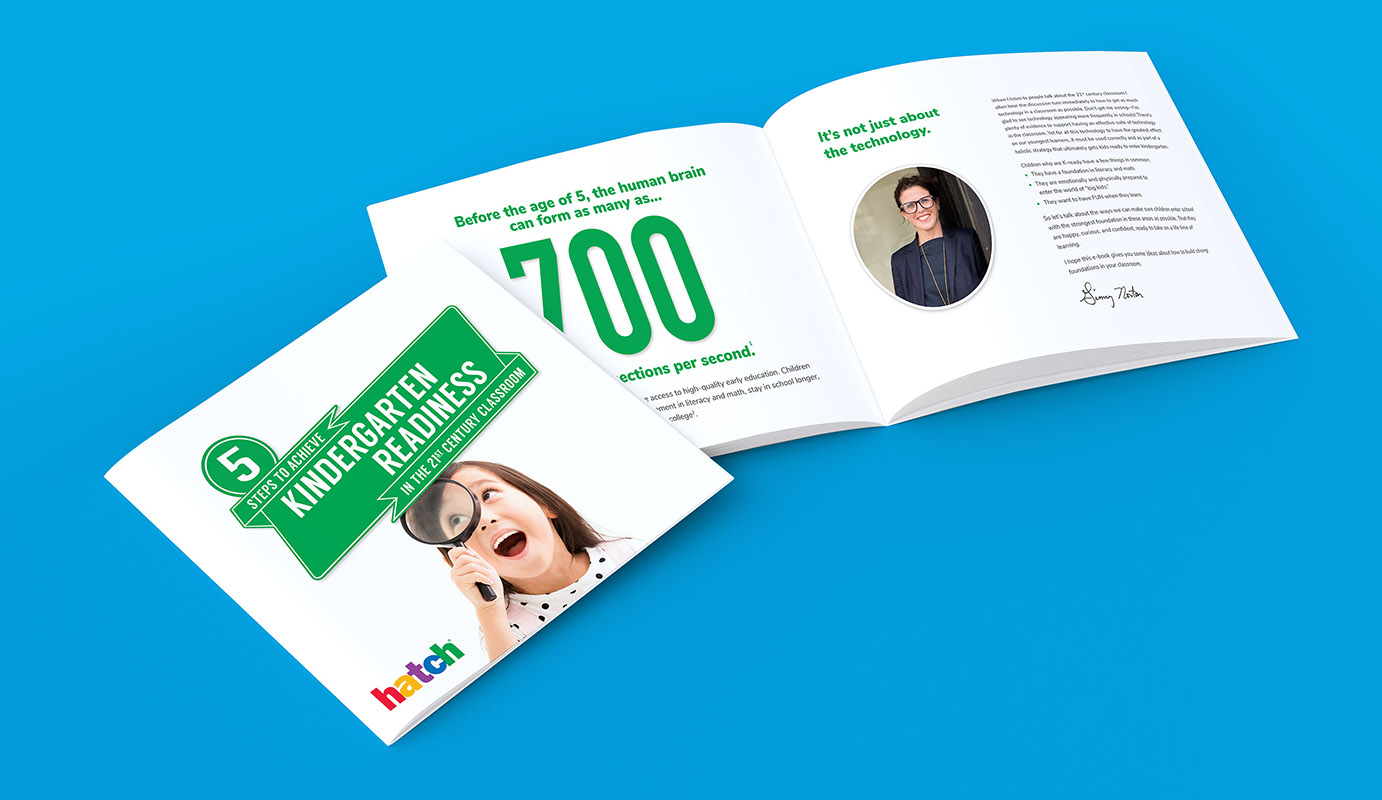 5
STEPS TO ACHIEVE
KINDERGARTEN
READINESS
IN THE 21ST CENTURY CLASSROOM
hatch®
Before the age of 5, the human brain
can form as many as...
700
ections per second.1
access to high-quality early education. Children
ment in literacy and math, stay in school longer,
college2.
It's not just about
the technology.
When I listen to people talk about the 21st century classroom I
often hear the discussion turn immediately to how to get as much
technology in a classroom as possible. Don't get me wrong—I'm
glad to see technology appearing more frequently in schools! There's
plenty of evidence to support having an effective suite of technology
in the classroom. Yet for all this technology to have the greatest effect
on our youngest learners, it must be used correctly and as part of a
holistic strategy that ultimately gets kids ready to enter kindergarten.
Children who are K-ready have a few things in common:
• They have a foundation in literacy and math
• They are emotionally and physically prepared to
enter the world of "big kids."
• They want to have FUN when they learn.
So let's talk about the ways we can make sure children enter school
with the strongest foundation in these areas as possible. That they
are happy, curious, and confident, ready to take on a life time of
learning.
I hope this e-book gives you some ideas about how to build strong
foundations in your classroom.
Ginny Norton